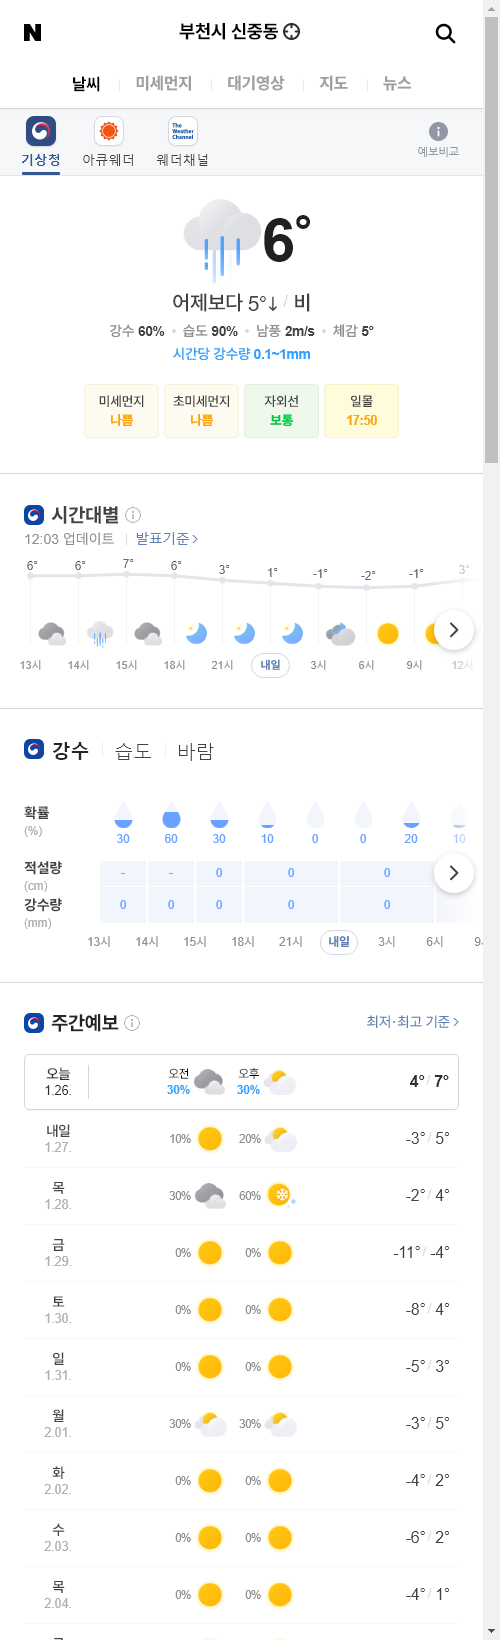 N
부천시 신중동
날씨 미세먼지 대기영상 지도 뉴스
The Weather Channel
기상청 아큐웨더 웨더채널 예보비교
6°
어제보다 5°↓ / 비
강수 60% • 습도 90% • 남풍 2m/s • 체감 5°
시간당 강수량 0.1~1mm
미세먼지 초미세먼지 자외선 일몰
나쁨 나쁨 보통 17:50
시간대별
12:03 업데이트 발표기준 >
6° 6° 7° 6° 3° 1° -1° -2° -1° 3°
13시 14시 15시 18시 21시 내일 3시 6시 9시 12시
강수 습도 바람
확률
(%)
30 60 30 10 0 0 20 10
적설량
(cm)
- - 0 0 0
강수량
(mm)
0 0 0 0 0
13시 14시 15시 18시 21시 내일 3시 6시 9
주간예보 최저·최고 기준 >
오늘 1.26. 오전 30% 오후 30% 4° / 7°
내일 1.27. 10% 20% -3° / 5°
목 1.28. 30% 60% -2° / 4°
금 1.29. 0% 0% -11° / -4°
토 1.30. 0% 0% -8° / 4°
일 1.31. 0% 0% -5° / 3°
월 2.01. 30% 30% -3° / 5°
화 2.02. 0% 0% -4° / 2°
수 2.03. 0% 0% -6° / 2°
목 2.04. 0% 0% -4° / 1°